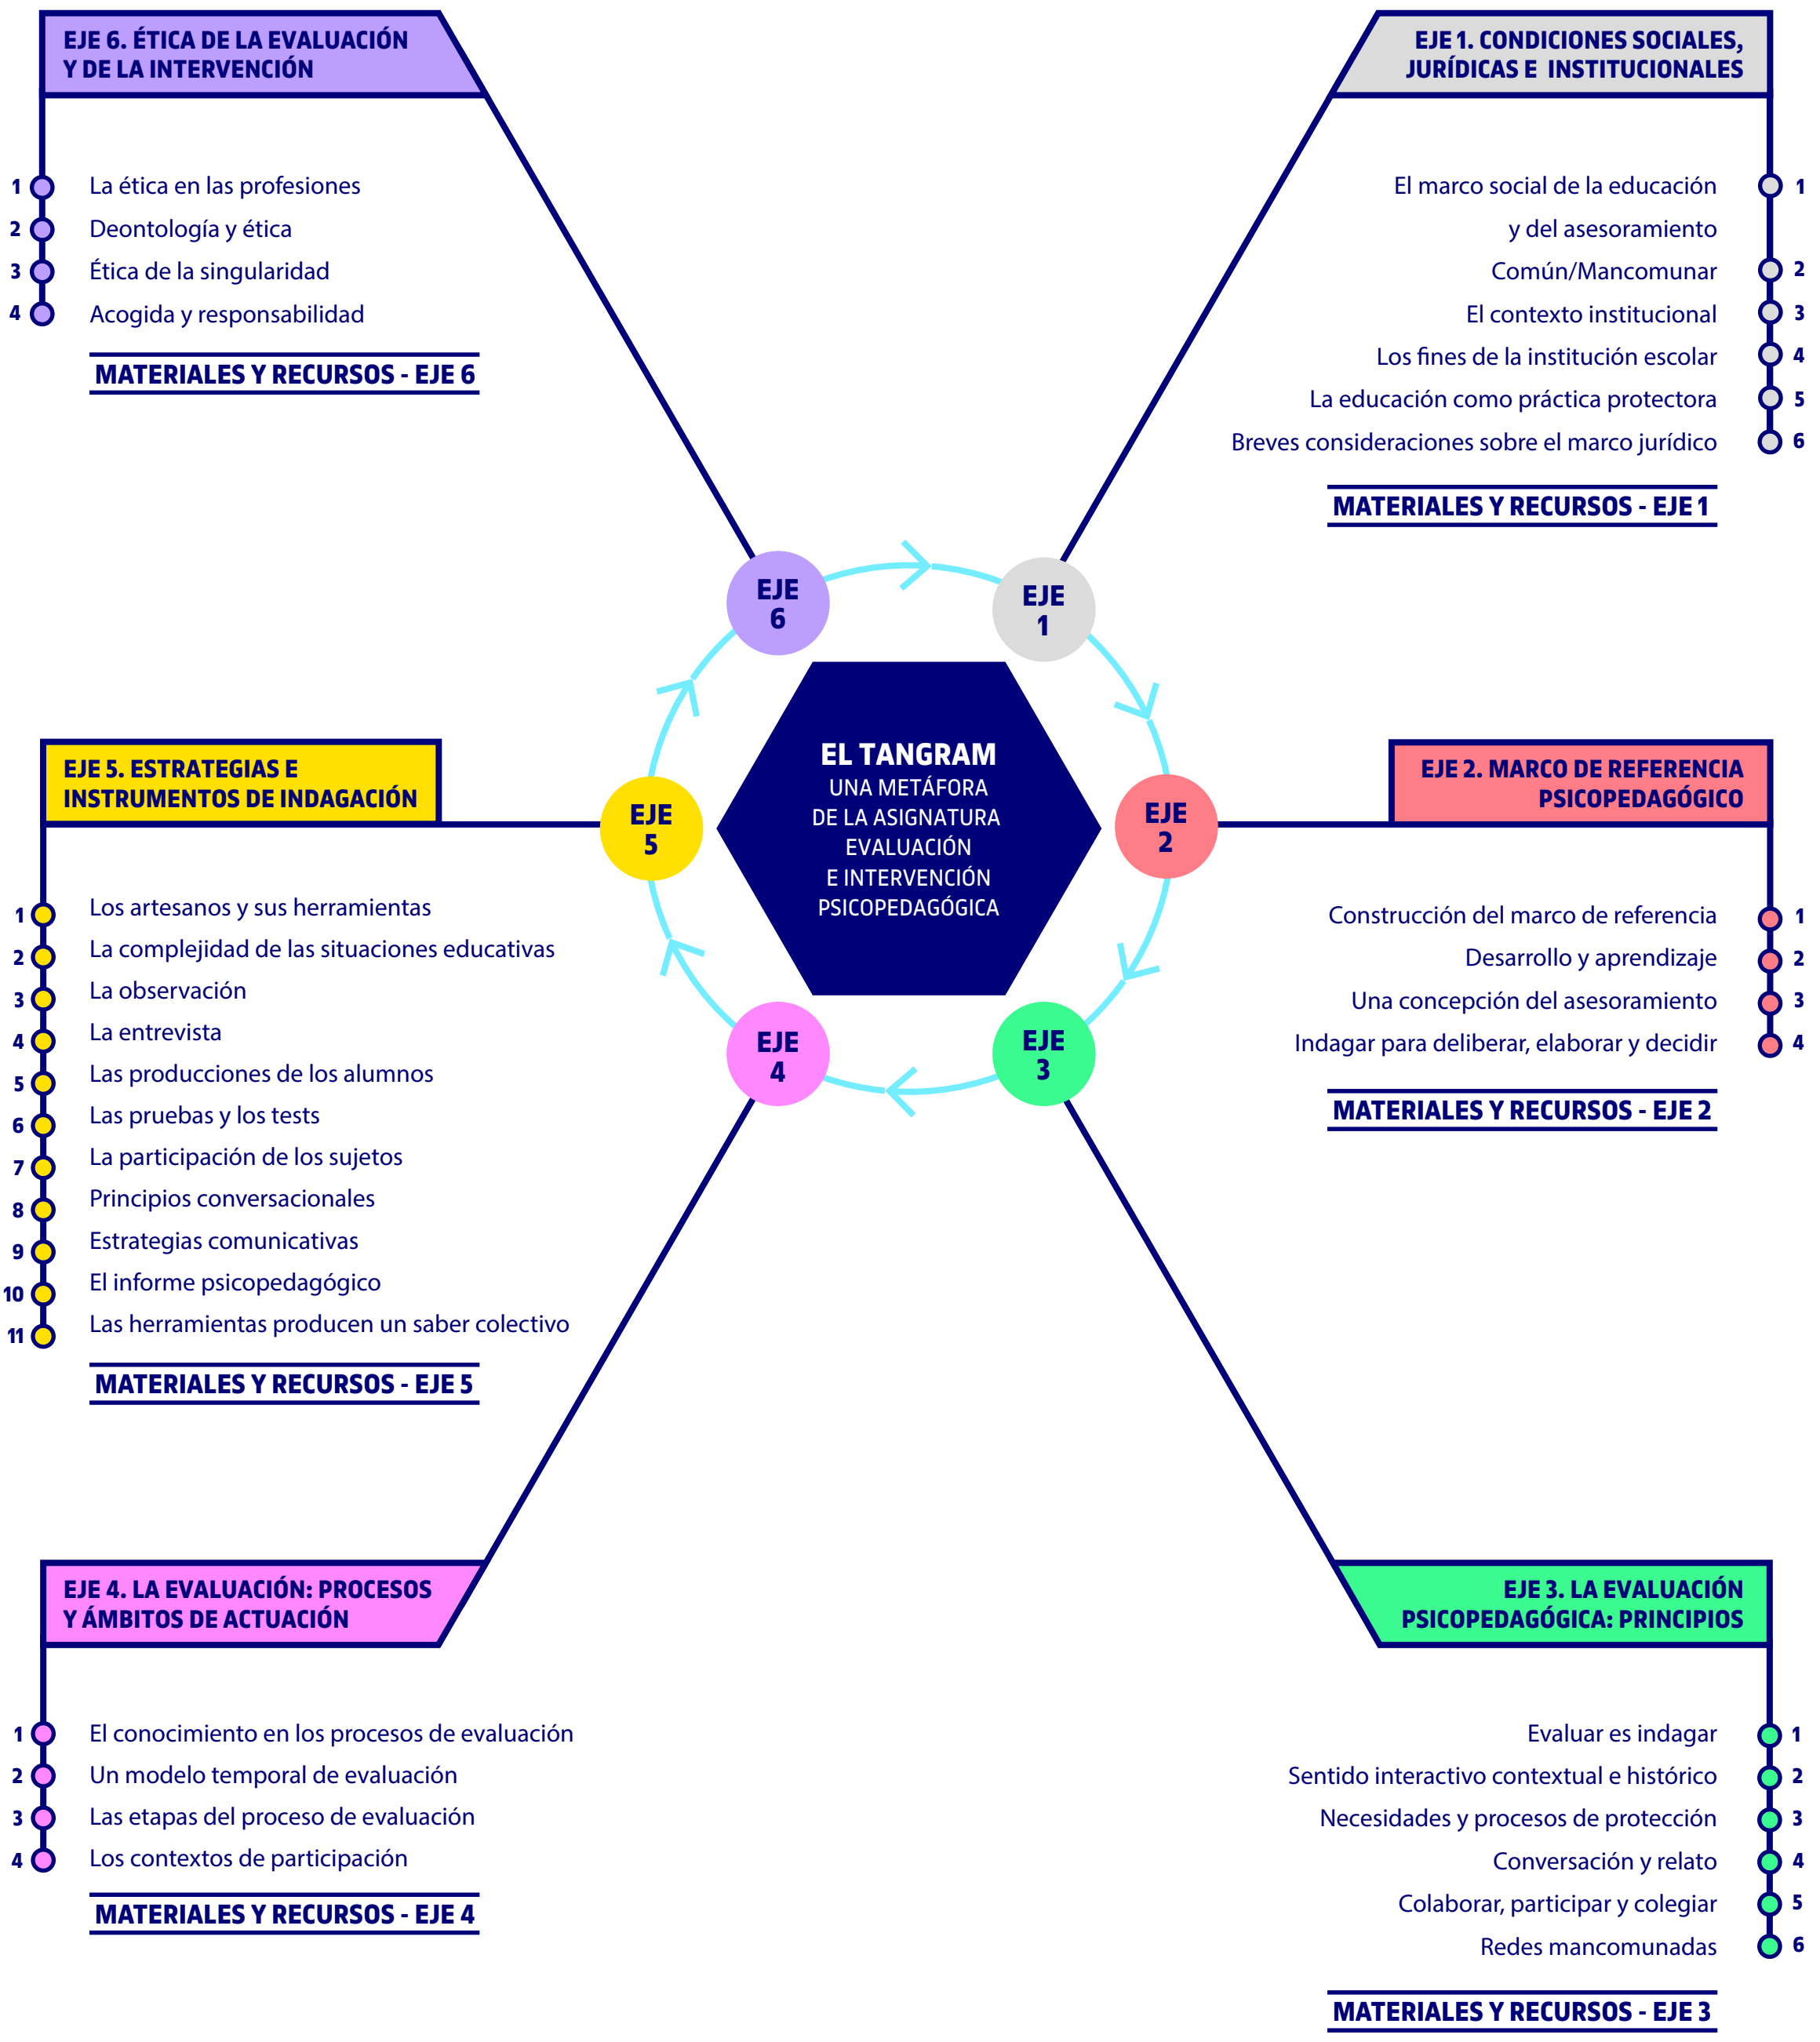 EJE 6. ÉTICA DE LA EVALUACIÓN
Y DE LA INTERVENCIÓN
1 La ética en las profesiones
2 Deontología y ética
3 Ética de la singularidad
4 Acogida y responsabilidad
MATERIALES Y RECURSOS - EJE 6
EJE 1. CONDICIONES SOCIALES,
JURÍDICAS E INSTITUCIONALES
El marco social de la educación 1
y del asesoramiento
Común/Mancomunar 2
El contexto institucional 3
Los fines de la institución escolar 4
La educación como práctica protectora 5
Breves consideraciones sobre el marco jurídico 6
MATERIALES Y RECURSOS - EJE 1
EJE
6
EJE
1
EJE
5
EJE
2
EJE
4
EJE
3
EL TANGRAM
UNA METÁFORA
DE LA ASIGNATURA
EVALUACIÓN
E INTERVENCIÓN
PSICOPEDAGÓGICA
EJE 5. ESTRATEGIAS E
INSTRUMENTOS DE INDAGACIÓN
1 Los artesanos y sus herramientas
2 La complejidad de las situaciones educativas
3 La observación
4 La entrevista
5 Las producciones de los alumnos
6 Las pruebas y los tests
7 La participación de los sujetos
8 Principios conversacionales
9 Estrategias comunicativas
10 El informe psicopedagógico
11 Las herramientas producen un saber colectivo
MATERIALES Y RECURSOS - EJE 5
EJE 2. MARCO DE REFERENCIA
PSICOPEDAGÓGICO
Construcción del marco de referencia 1
Desarrollo y aprendizaje 2
Una concepción del asesoramiento 3
Indagar para deliberar, elaborar y decidir 4
MATERIALES Y RECURSOS - EJE 2
EJE 4. LA EVALUACIÓN: PROCESOS
Y ÁMBITOS DE ACTUACIÓN
1 El conocimiento en los procesos de evaluación
2 Un modelo temporal de evaluación
3 Las etapas del proceso de evaluación
4 Los contextos de participación
MATERIALES Y RECURSOS - EJE 4
EJE 3. LA EVALUACIÓN
PSICOPEDAGÓGICA: PRINCIPIOS
Evaluar es indagar 1
Sentido interactivo contextual e histórico 2
Necesidades y procesos de protección 3
Conversación y relato 4
Colaborar, participar y colegiar 5
Redes mancomunadas 6
MATERIALES Y RECURSOS - EJE 3